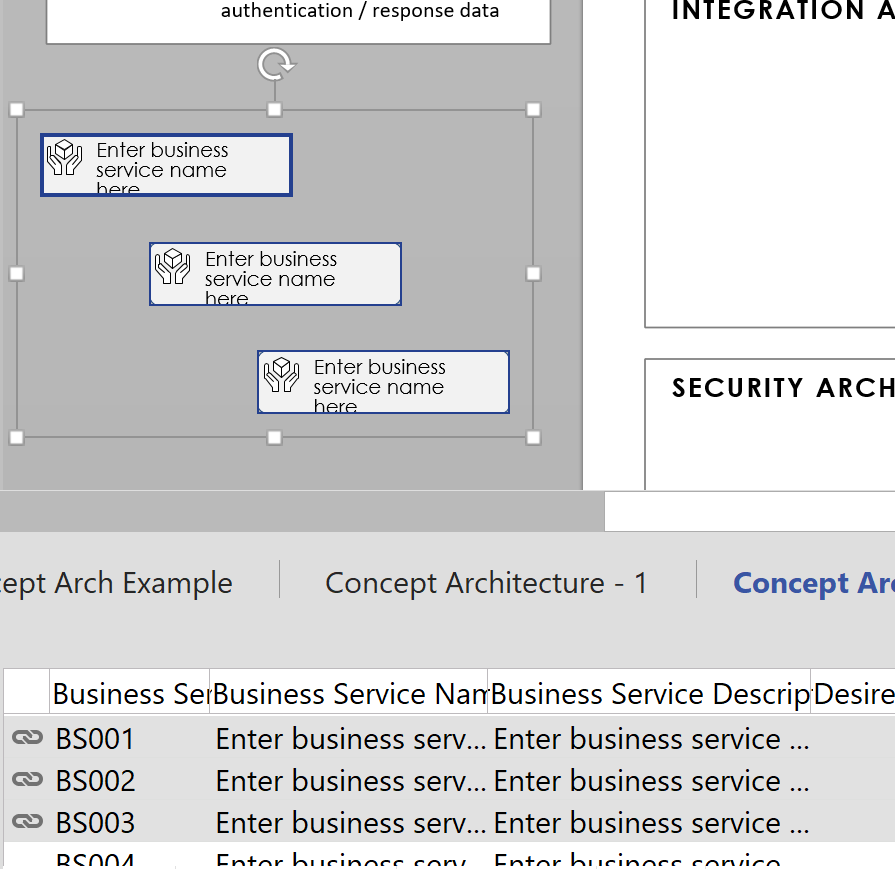 authentication / response data
INTEGRATION A
Enter business
service name
here
Enter business
service name
here
Enter business
service name
here
SECURITY ARCH
cept Arch Example
Concept Architecture - 1
Concept Arc
Business Ser
Business Service Nam
Business Service Descrip
Desire
BS001 Enter business serv... Enter business service ...
BS002 Enter business serv... Enter business service ...
BS003 Enter business serv... Enter business service ...
BS004 Enter business serv... Enter business service ...